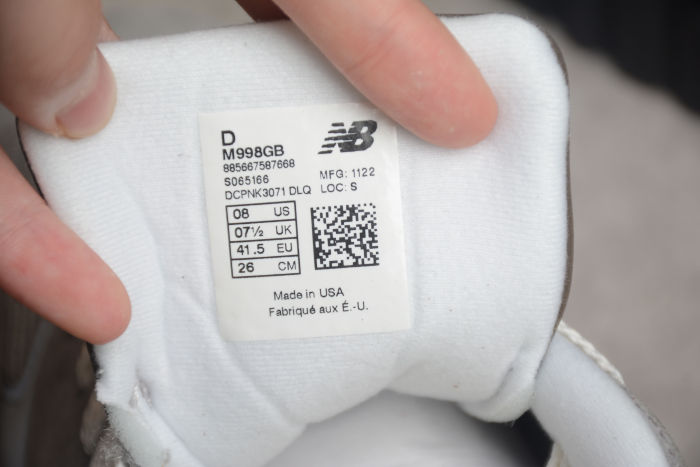 D
M998GB
NB
885667587668
S065166
MFG: 1122
DCPNK3071 DLQ
LOC: S
08 US
07½ UK
41.5 EU
26 CM
Made in USA
Fabriqué aux É.-U.